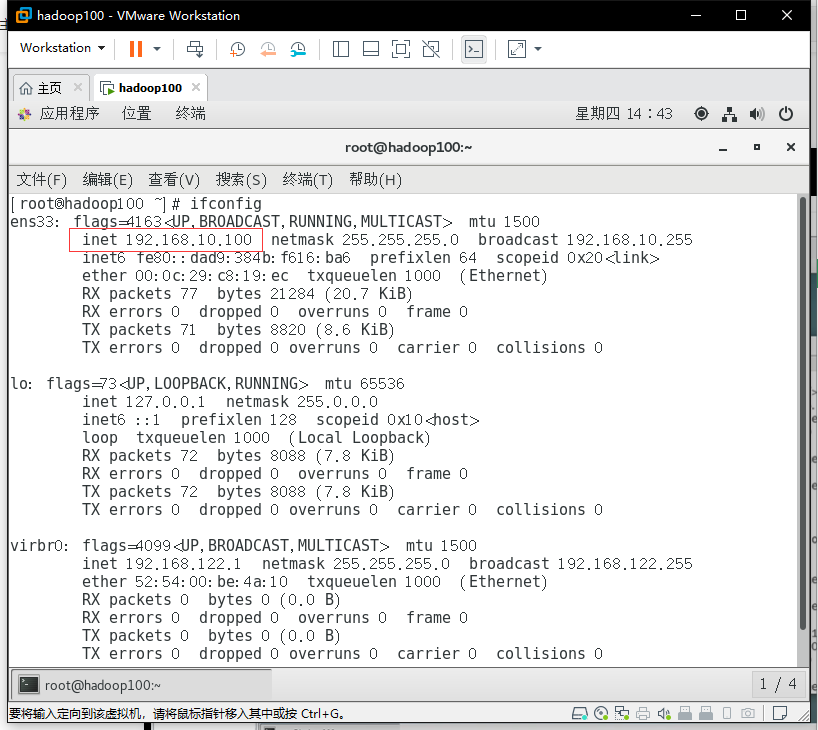 hadoop100 - VMware Workstation
Workstation
主页
hadoop100
应用程序 位置 终端 星期四 14：43
root@hadoop100:~
文件(F) 编辑(E) 查看(V) 搜索(S) 终端(T) 帮助(H)
[root@hadoop100 ~]# ifconfig
ens33: flags=4163<UP,BROADCAST,RUNNING,MULTICAST> mtu 1500
inet 192.168.10.100 netmask 255.255.255.0 broadcast 192.168.10.255
inet6 fe80::dad9:384b:f616:ba6 prefixlen 64 scopeid 0x20<link>
ether 00:0c:29:c8:19:ec txqueuelen 1000 (Ethernet)
RX packets 77 bytes 21284 (20.7 KiB)
RX errors 0 dropped 0 overruns 0 frame 0
TX packets 71 bytes 8820 (8.6 KiB)
TX errors 0 dropped 0 overruns 0 carrier 0 collisions 0
lo: flags=73<UP,LOOPBACK,RUNNING> mtu 65536
inet 127.0.0.1 netmask 255.0.0.0
inet6 ::1 prefixlen 128 scopeid 0x10<host>
loop txqueuelen 1000 (Local Loopback)
RX packets 72 bytes 8088 (7.8 KiB)
RX errors 0 dropped 0 overruns 0 frame 0
TX packets 72 bytes 8088 (7.8 KiB)
TX errors 0 dropped 0 overruns 0 carrier 0 collisions 0
virbr0: flags=4099<UP,BROADCAST,MULTICAST> mtu 1500
inet 192.168.122.1 netmask 255.255.255.0 broadcast 192.168.122.255
ether 52:54:00:be:4a:10 txqueuelen 1000 (Ethernet)
RX packets 0 bytes 0 (0.0 B)
RX errors 0 dropped 0 overruns 0 frame 0
TX packets 0 bytes 0 (0.0 B)
TX errors 0 dropped 0 overruns 0 carrier 0 collisions 0
root@hadoop100:~
1 / 4
要将输入定向到该虚拟机，请将鼠标指针移入其中或按 Ctrl+G。